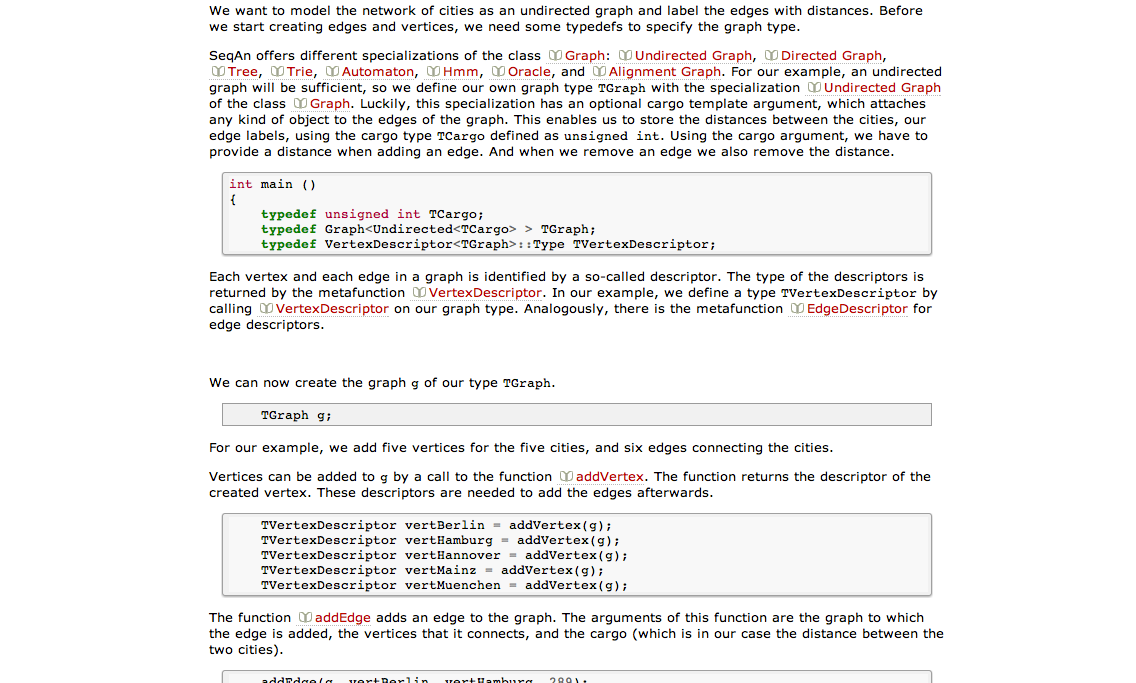 We want to model the network of cities as an undirected graph and label the edges with distances. Before
we start creating edges and vertices, we need some typedefs to specify the graph type.
SeqAn offers different specializations of the class Graph: Undirected Graph, Directed Graph,
Tree, Trie, Automaton, Hmm, Oracle, and Alignment Graph. For our example, an undirected
graph will be sufficient, so we define our own graph type TGraph with the specialization Undirected Graph
of the class Graph. Luckily, this specialization has an optional cargo template argument, which attaches
any kind of object to the edges of the graph. This enables us to store the distances between the cities, our
edge labels, using the cargo type TCargo defined as unsigned int. Using the cargo argument, we have to
provide a distance when adding an edge. And when we remove an edge we also remove the distance.
int main ()
{
    typedef unsigned int TCargo;
    typedef Graph<Undirected<TCargo> > TGraph;
    typedef VertexDescriptor<TGraph>::Type TVertexDescriptor;
Each vertex and each edge in a graph is identified by a so-called descriptor. The type of the descriptors is
returned by the metafunction VertexDescriptor. In our example, we define a type TVertexDescriptor by
calling VertexDescriptor on our graph type. Analogously, there is the metafunction EdgeDescriptor for
edge descriptors.
We can now create the graph g of our type TGraph.
    TGraph g;
For our example, we add five vertices for the five cities, and six edges connecting the cities.
Vertices can be added to g by a call to the function addVertex. The function returns the descriptor of the
created vertex. These descriptors are needed to add the edges afterwards.
    TVertexDescriptor vertBerlin = addVertex(g);
    TVertexDescriptor vertHamburg = addVertex(g);
    TVertexDescriptor vertHannover = addVertex(g);
    TVertexDescriptor vertMainz = addVertex(g);
    TVertexDescriptor vertMuenchen = addVertex(g);
The function addEdge adds an edge to the graph. The arguments of this function are the graph to which
the edge is added, the vertices that it connects, and the cargo (which is in our case the distance between the
two cities).
    addEdge(g, vertBerlin, vertHamburg, 289);